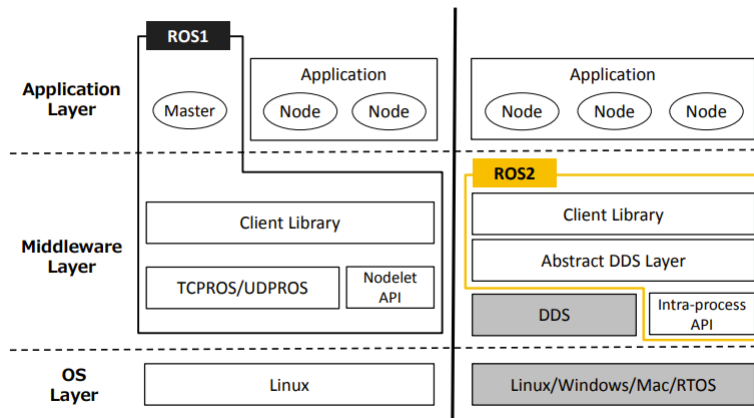 ROS1
Application
Layer
Master
Application
Node
Node
Application
Node
Node
Node
Middleware
Layer
Client Library
TCPROS/UDPROS
Nodelet
API
ROS2
Client Library
Abstract DDS Layer
DDS
Intra-process
API
OS
Layer
Linux
Linux/Windows/Mac/RTOS